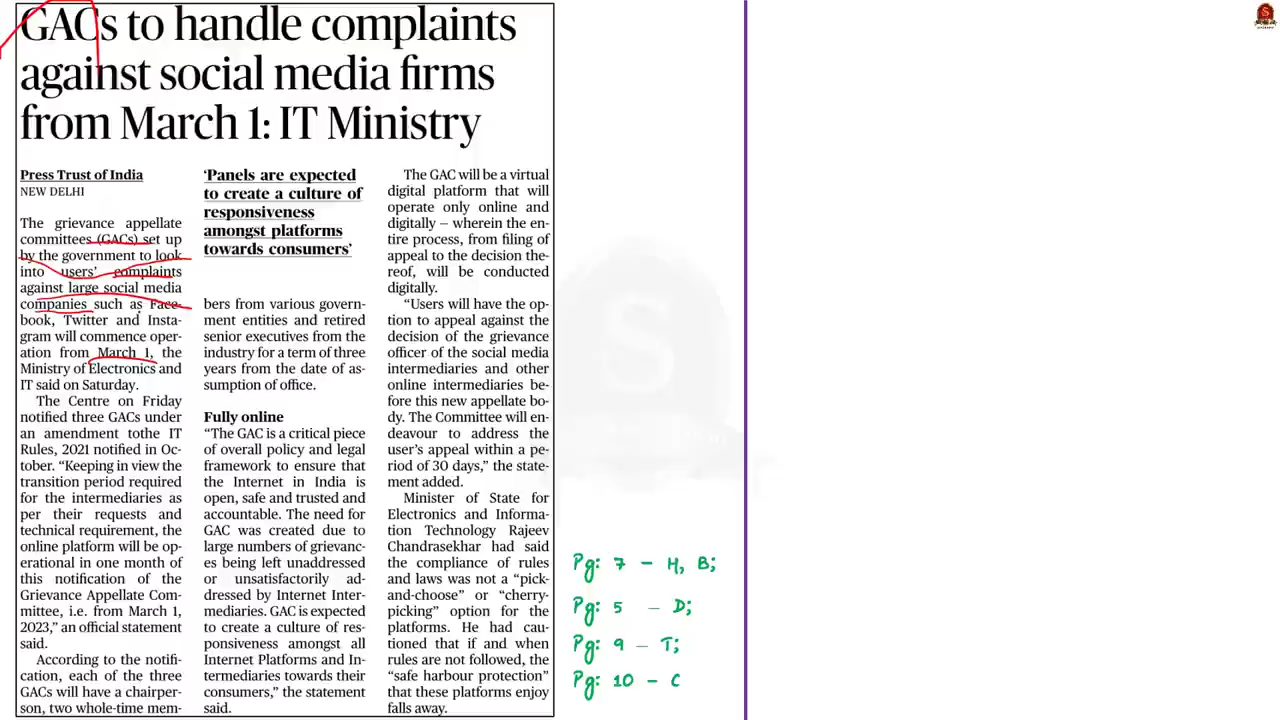 GACs to handle complaints
against social media firms
from March 1: IT Ministry
Press Trust of India
NEW DELHI
The grievance appellate
committees (GACs) set up
by the government to look
into users’ complaints
against large social media
companies such as Face-
book, Twitter and Insta-
gram will commence oper-
ation from March 1, the
Ministry of Electronics and
IT said on Saturday.
The Centre on Friday
notified three GACs under
an amendment tothe IT
Rules, 2021 notified in Oc-
tober. “Keeping in view the
transition period required
for the intermediaries as
per their requests and
technical requirement, the
online platform will be op-
erational in one month of
this notification of the
Grievance Appellate Com-
mittee, i.e. from March 1,
2023,” an official statement
said.
According to the notifi-
cation, each of the three
GACs will have a chairper-
son, two whole-time mem-
‘Panels are expected
to create a culture of
responsiveness
amongst platforms
towards consumers’
bers from various govern-
ment entities and retired
senior executives from the
industry for a term of three
years from the date of as-
sumption of office.
Fully online
“The GAC is a critical piece
of overall policy and legal
framework to ensure that
the Internet in India is
open, safe and trusted and
accountable. The need for
GAC was created due to
large numbers of grievanc-
es being left unaddressed
or unsatisfactorily ad-
dressed by Internet Inter-
mediaries. GAC is expected
to create a culture of res-
ponsiveness amongst all
Internet Platforms and In-
termediaries towards their
consumers,” the statement
said.
The GAC will be a virtual
digital platform that will
operate only online and
digitally — wherein the en-
tire process, from filing of
appeal to the decision the-
reof, will be conducted
digitally.
“Users will have the op-
tion to appeal against the
decision of the grievance
officer of the social media
intermediaries and other
online intermediaries be-
fore this new appellate bo-
dy. The Committee will en-
deavour to address the
user’s appeal within a pe-
riod of 30 days,” the state-
ment added.
Minister of State for
Electronics and Informa-
tion Technology Rajeev
Chandrasekhar had said
the compliance of rules
and laws was not a “pick-
and-choose” or “cherry-
picking” option for the
platforms. He had cau-
tioned that if and when
rules are not followed, the
“safe harbour protection”
that these platforms enjoy
falls away.
Pg: 7 – H, B;
Pg: 5 – D;
Pg: 9 – T;
Pg: 10 – C